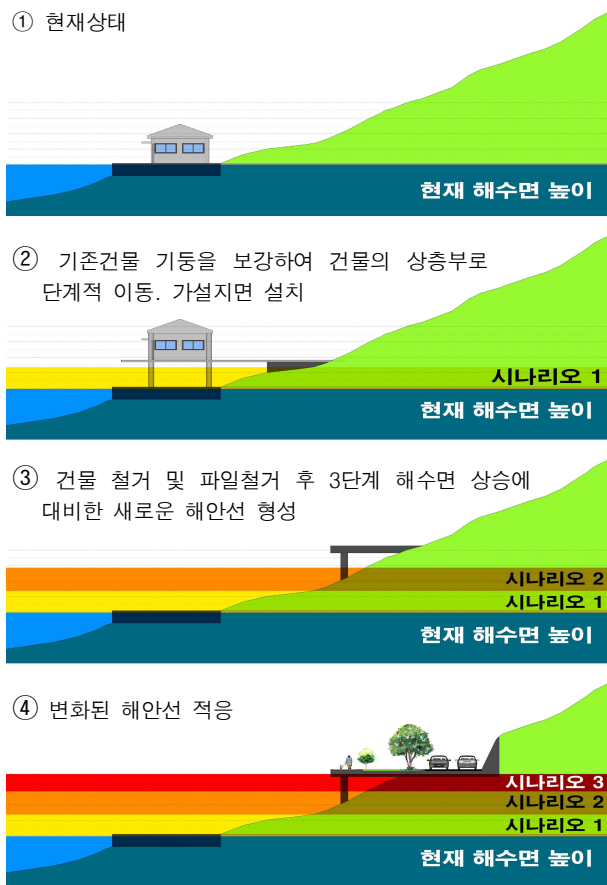 ① 현재상태
현재 해수면 높이
② 기존건물 기둥을 보강하여 건물의 상층부로
단계적 이동. 가설지면 설치
시나리오 1
현재 해수면 높이
③ 건물 철거 및 파일철거 후 3단계 해수면 상승에
대비한 새로운 해안선 형성
시나리오 2
시나리오 1
현재 해수면 높이
④ 변화된 해안선 적응
시나리오 3
시나리오 2
시나리오 1
현재 해수면 높이